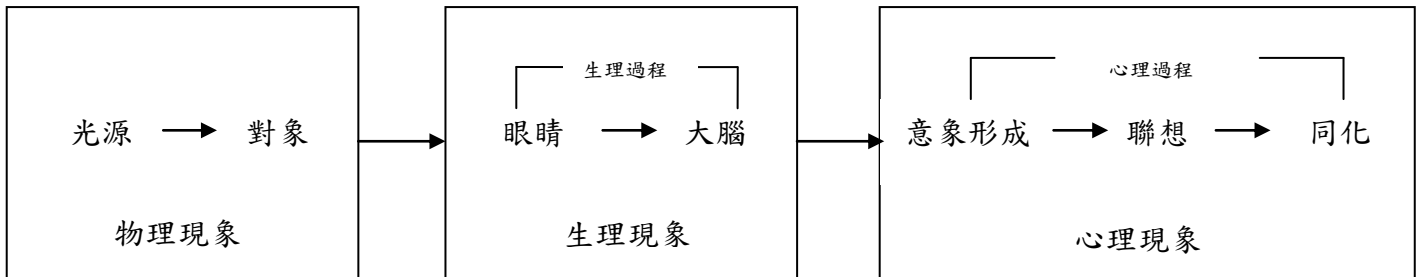 生理過程
心理過程
光源 對象
眼睛 大腦
意象形成 聯想 同化
物理現象
生理現象
心理現象